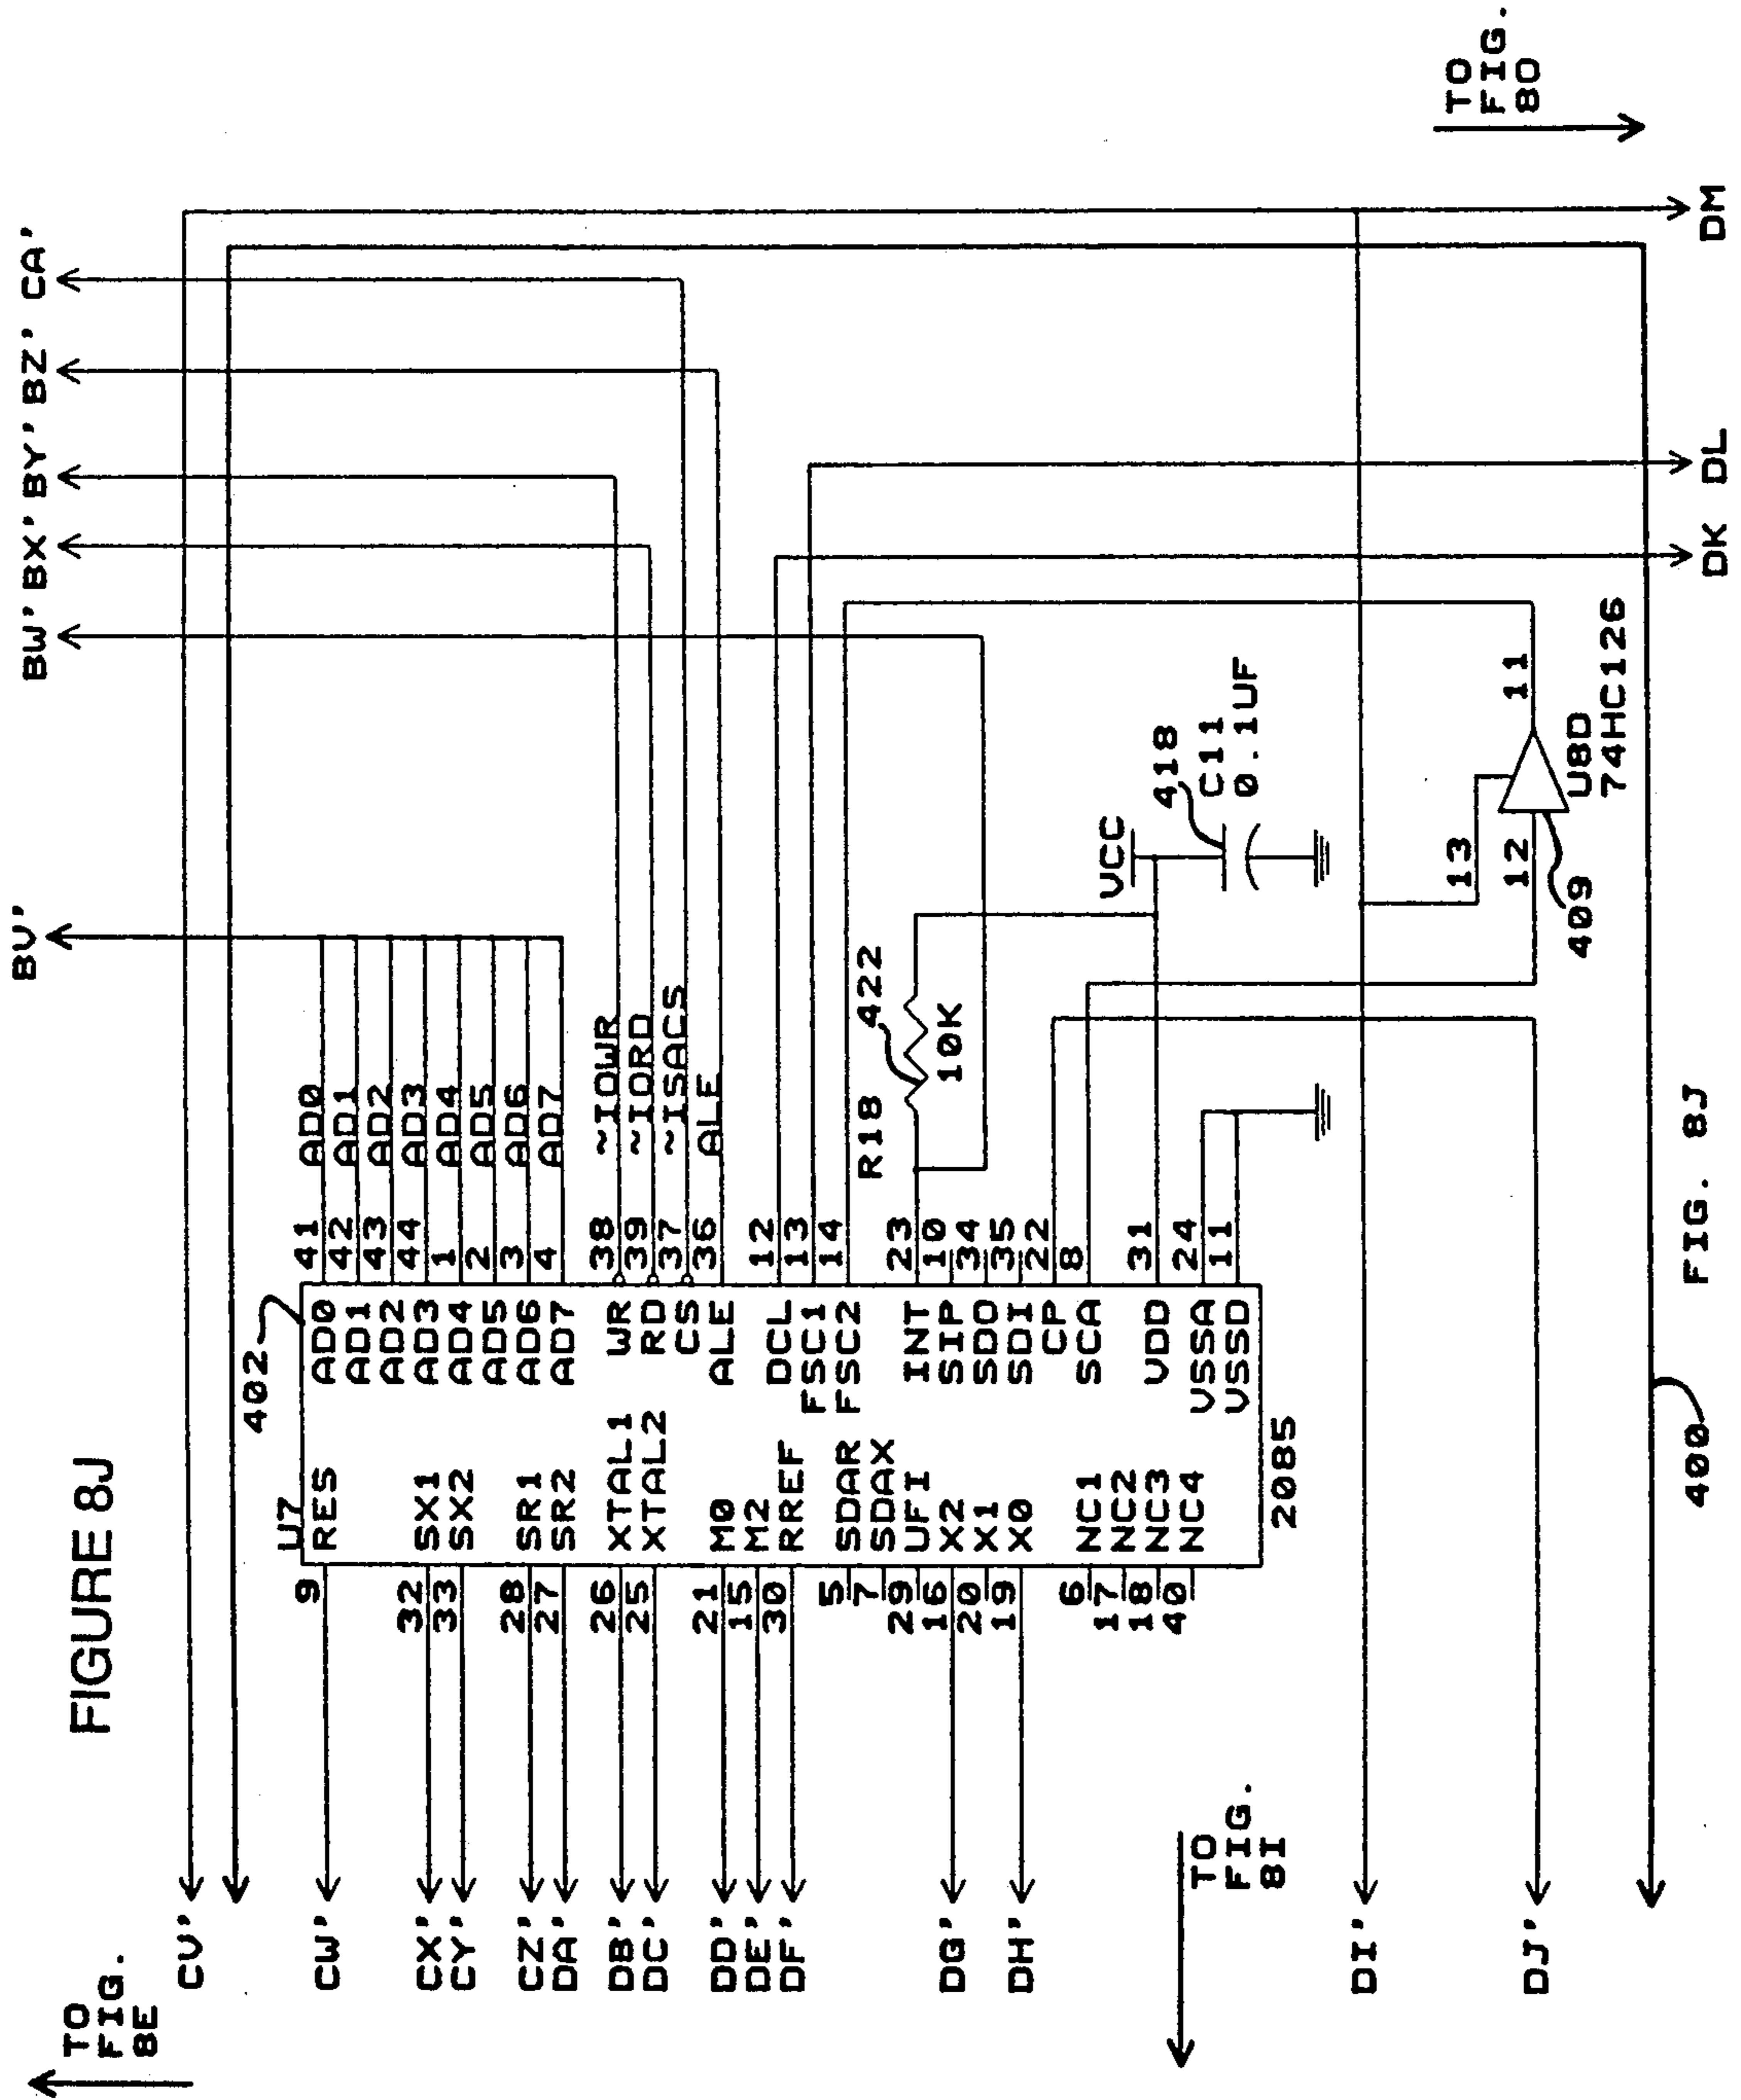 FIGURE 8J
TO
FIG.
8E
BV'
BW' BX' BY' BZ' CA'
CV'
CW'
CX'
CY'
CZ'
DA'
DB'
DC'
DD'
DE'
DF'
DG'
DH'
TO
FIG.
8I
DI'
DJ'
402
U7
9 RES
32 SX1
33 SX2
28 SR1
27 SR2
26 XTAL1
25 XTAL2
21 M0
15 M2
30 RREF
5 SDAR
7 SDAX
29 UFI
16 X2
20 X1
19 X0
6 NC1
17 NC2
18 NC3
40 NC4
AD0 41 AD0
AD1 42 AD1
AD2 43 AD2
AD3 44 AD3
AD4 1 AD4
AD5 2 AD5
AD6 3 AD6
AD7 4 AD7
WR 38 ~IOWR
RD 39 ~IORD
CS 37 ~ISACS
ALE 36 ALE
DCL 12
FSC1 13
FSC2 14
INT 23
SIP 10
SDO 34
SDI 35
CP 22
SCA 8
VDD 31
VSSA 24
VSSD 11
2085
R18 422
10K
VCC
418
C11
0.1UF
13
12 11
U8D
74HC126
409
DK DL DM
TO
FIG.
8O
400
FIG. 8J